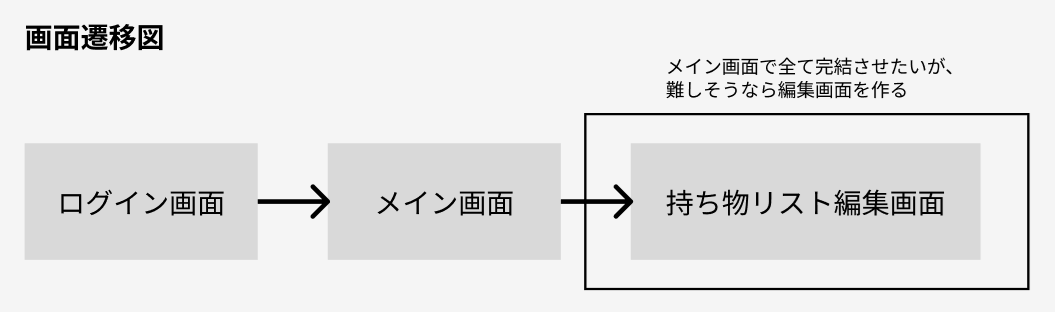 画面遷移図
メイン画面で全て完結させたいが、
難しそうなら編集画面を作る
ログイン画面
メイン画面
持ち物リスト編集画面